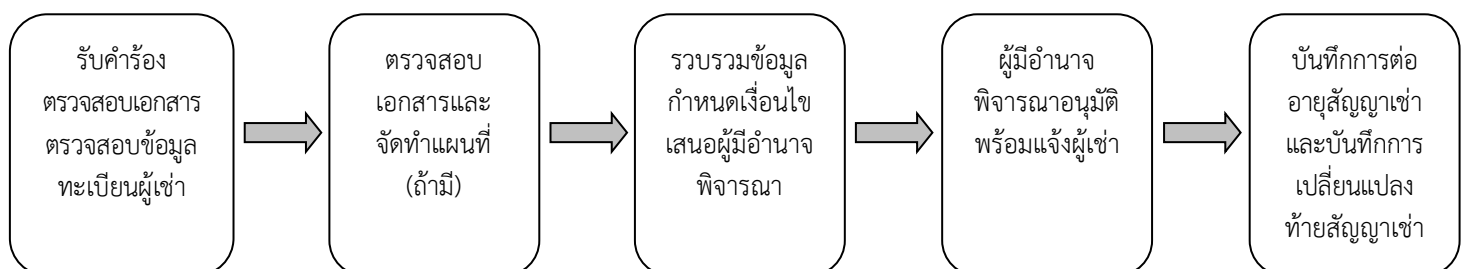 รับคำร้อง
ตรวจสอบเอกสาร
ตรวจสอบข้อมูล
ทะเบียนผู้เช่า
ตรวจสอบ
เอกสารและ
จัดทำแผนที่
(ถ้ามี)
รวบรวมข้อมูล
กำหนดเงื่อนไข
เสนอผู้มีอำนาจ
พิจารณา
ผู้มีอำนาจ
พิจารณาอนุมัติ
พร้อมแจ้งผู้เช่า
บันทึกการต่อ
อายุสัญญาเช่า
และบันทึกการ
เปลี่ยนแปลง
ท้ายสัญญาเช่า